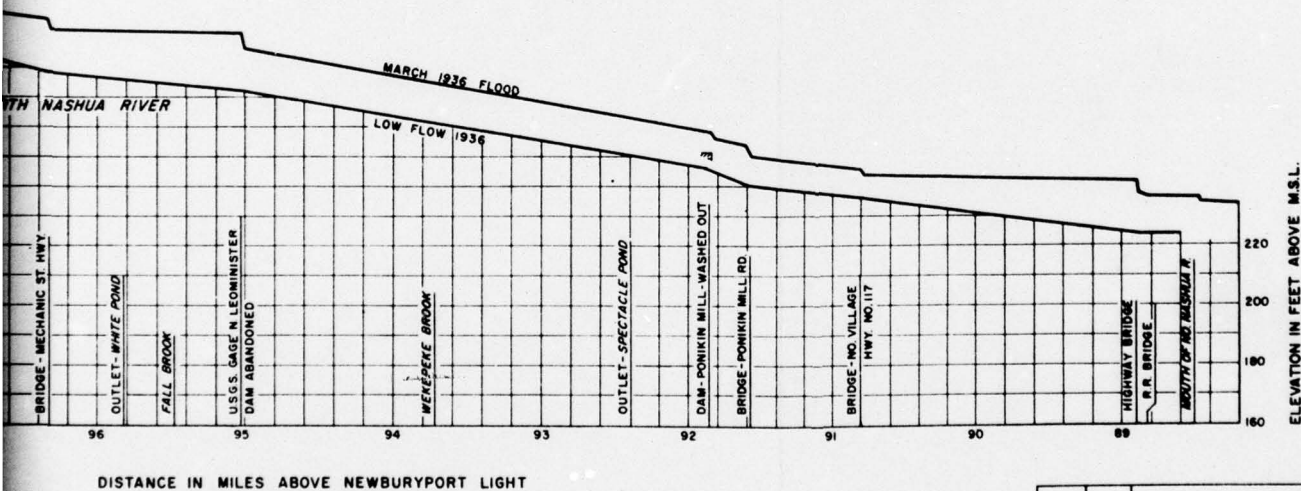 MARCH 1936 FLOOD
NASHUA RIVER
LOW FLOW 1936
BRIDGE - MECHANIC ST. HWY.
OUTLET - WHITE POND
FALL BROOK
U.S.G.S. GAGE N LEOMINISTER
DAM ABANDONED
WEKEPEKE BROOK
OUTLET - SPECTACLE POND
DAM - PONIKIN MILL - WASHED OUT
BRIDGE - PONIKIN MILL RD.
BRIDGE - NO. VILLAGE
HWY. NO. 117
HIGHWAY BRIDGE
R.R. BRIDGE
MOUTH OF NO. NASHUA R.
220
200
180
160
ELEVATION IN FEET ABOVE M.S.L.
96 95 94 93 92 91 90 89
DISTANCE IN MILES ABOVE NEWBURYPORT LIGHT